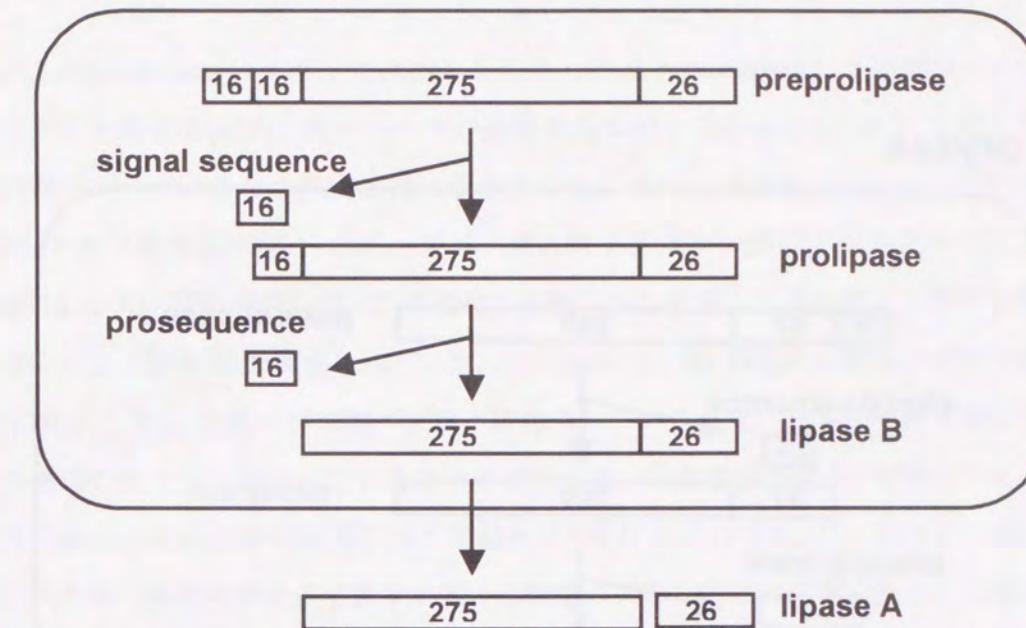 16 16 275 26 preprolipase
signal sequence
16
16 275 26 prolipase
prosequence
16
275 26 lipase B
275 26 lipase A